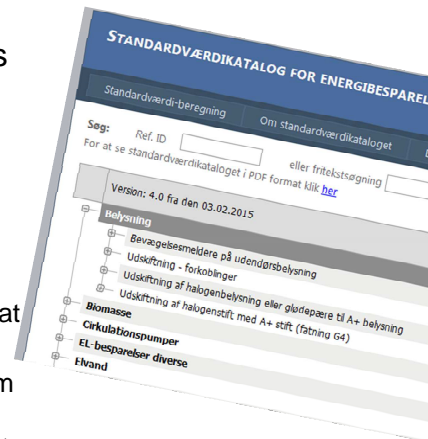 s
at
m
STANDARDVÆRDIKATALOG FOR ENERGIBESPAREL
Standardværdi-beregning Om standardværdikataloget
Søg: Ref. ID eller fritekstsøgning
For at se standardværdikataloget i PDF format klik her
Version: 4.0 fra den 03.02.2015
Belysning
Bevægelsesmeldere på udendørsbelysning
Udskiftning - forkoblinger
Udskiftning af halogenbelysning eller glødepære til A+ belysning
Udskiftning af halogenstift med A+ stift (fatning G4)
Biomasse
Cirkulationspumper
EL-besparelser diverse
Elvand